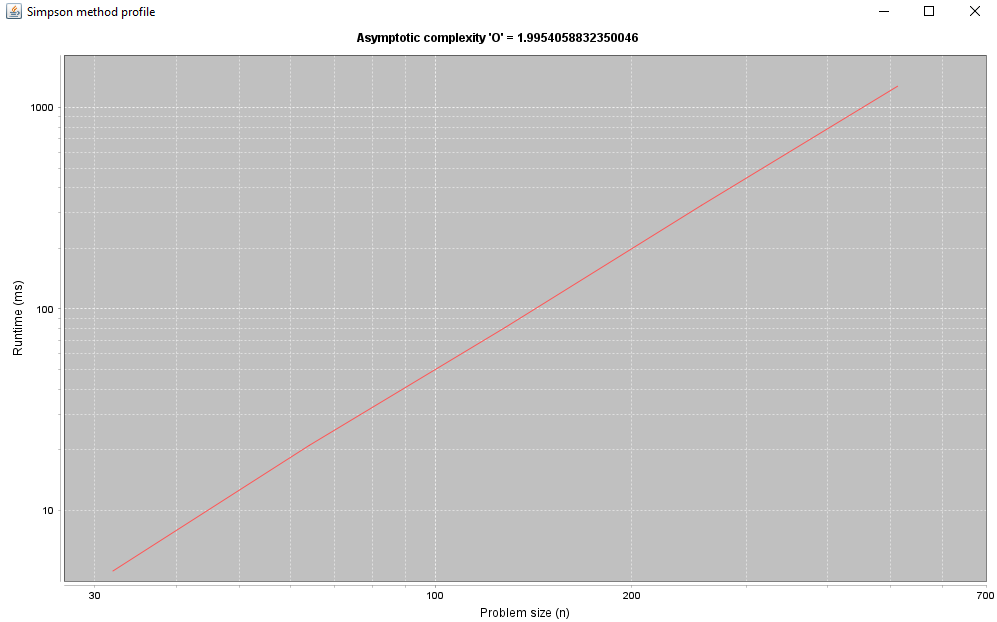 Simpson method profile
Asymptotic complexity 'O' = 1.9954058832350046
1000
100
10
Runtime (ms)
30 100 200 700
Problem size (n)